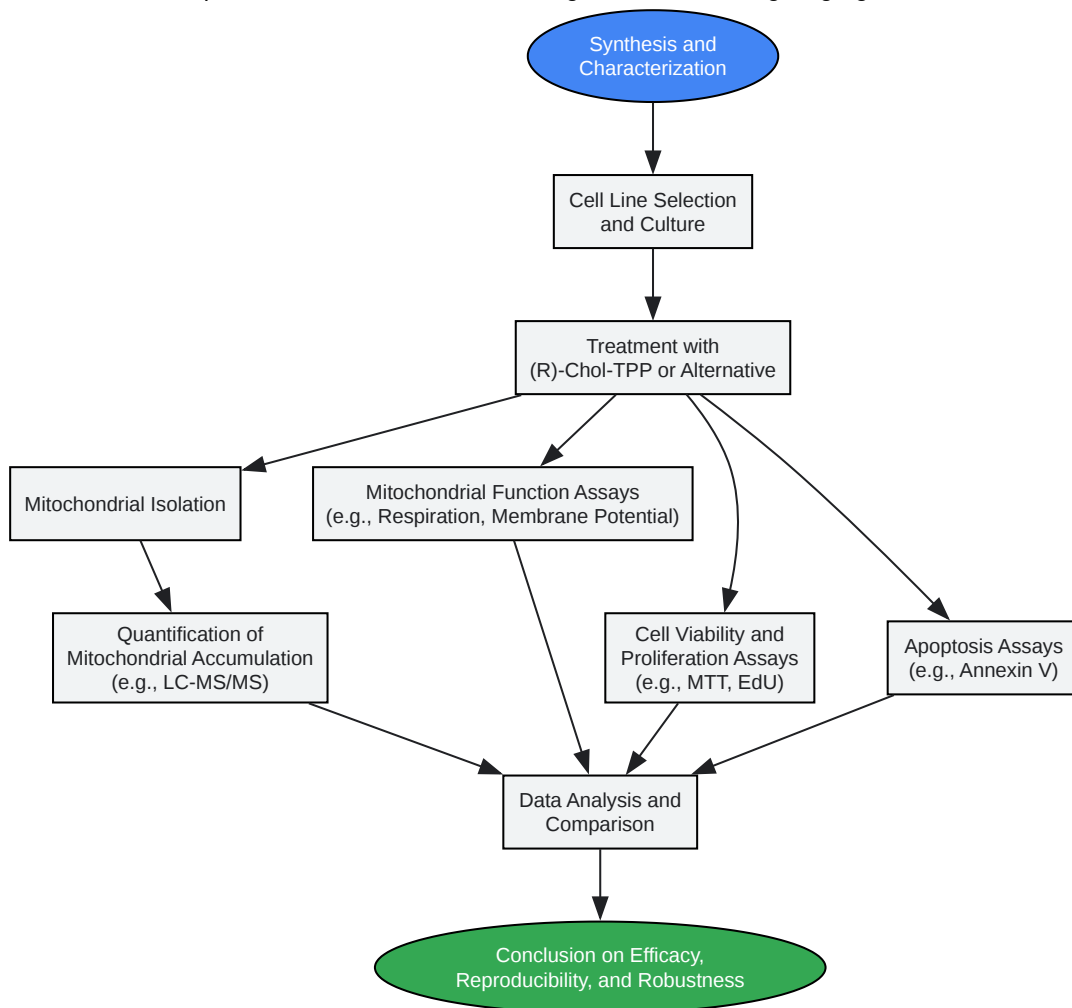 Synthesis and
Characterization
Cell Line Selection
and Culture
Treatment with
(R)-Chol-TPP or Alternative
Mitochondrial Isolation
Mitochondrial Function Assays
(e.g., Respiration, Membrane Potential)
Quantification of
Mitochondrial Accumulation
(e.g., LC-MS/MS)
Cell Viability and
Proliferation Assays
(e.g., MTT, EdU)
Apoptosis Assays
(e.g., Annexin V)
Data Analysis and
Comparison
Conclusion on Efficacy,
Reproducibility, and Robustness